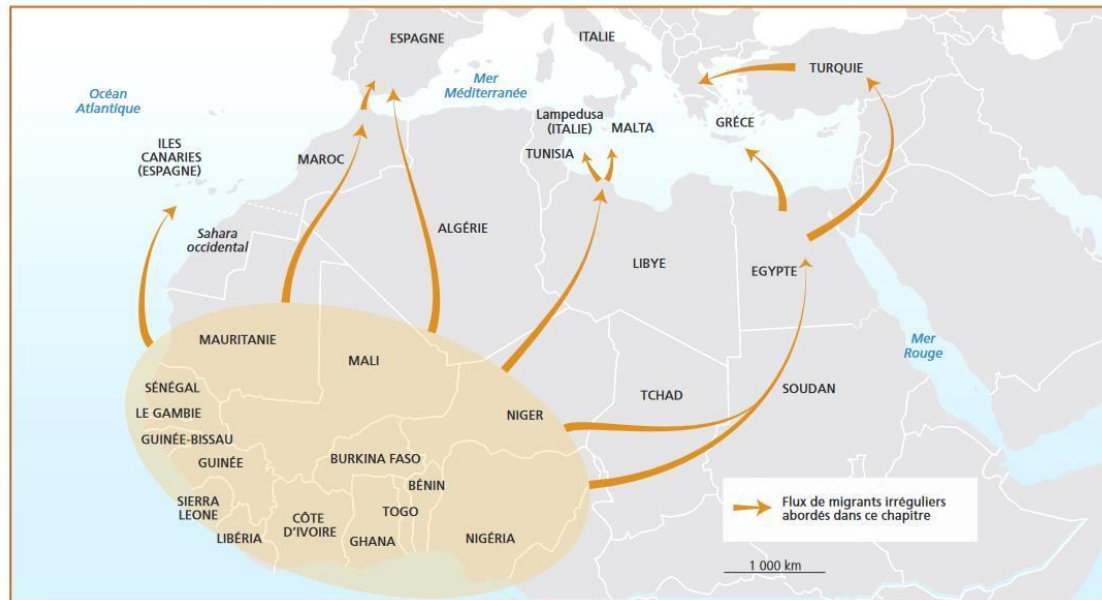 ESPAGNE
ITALIE
TURQUIE
Mer
Méditerranée
Océan
Atlantique
Lampedusa
(ITALIE)
MALTA
GRÉCE
TUNISIA
ILES
CANARIES
(ESPAGNE)
MAROC
Sahara
occidental
ALGÉRIE
LIBYE
EGYPTE
Mer
Rouge
MAURITANIE
MALI
NIGER
TCHAD
SOUDAN
SÉNÉGAL
LE GAMBIE
GUINÉE-BISSAU
GUINÉE
BURKINA FASO
BÉNIN
SIERRA
LEONE
CÔTE
D'IVOIRE
TOGO
LIBÉRIA
GHANA
NIGÉRIA
Flux de migrants irréguliers
abordés dans ce chapitre
1 000 km